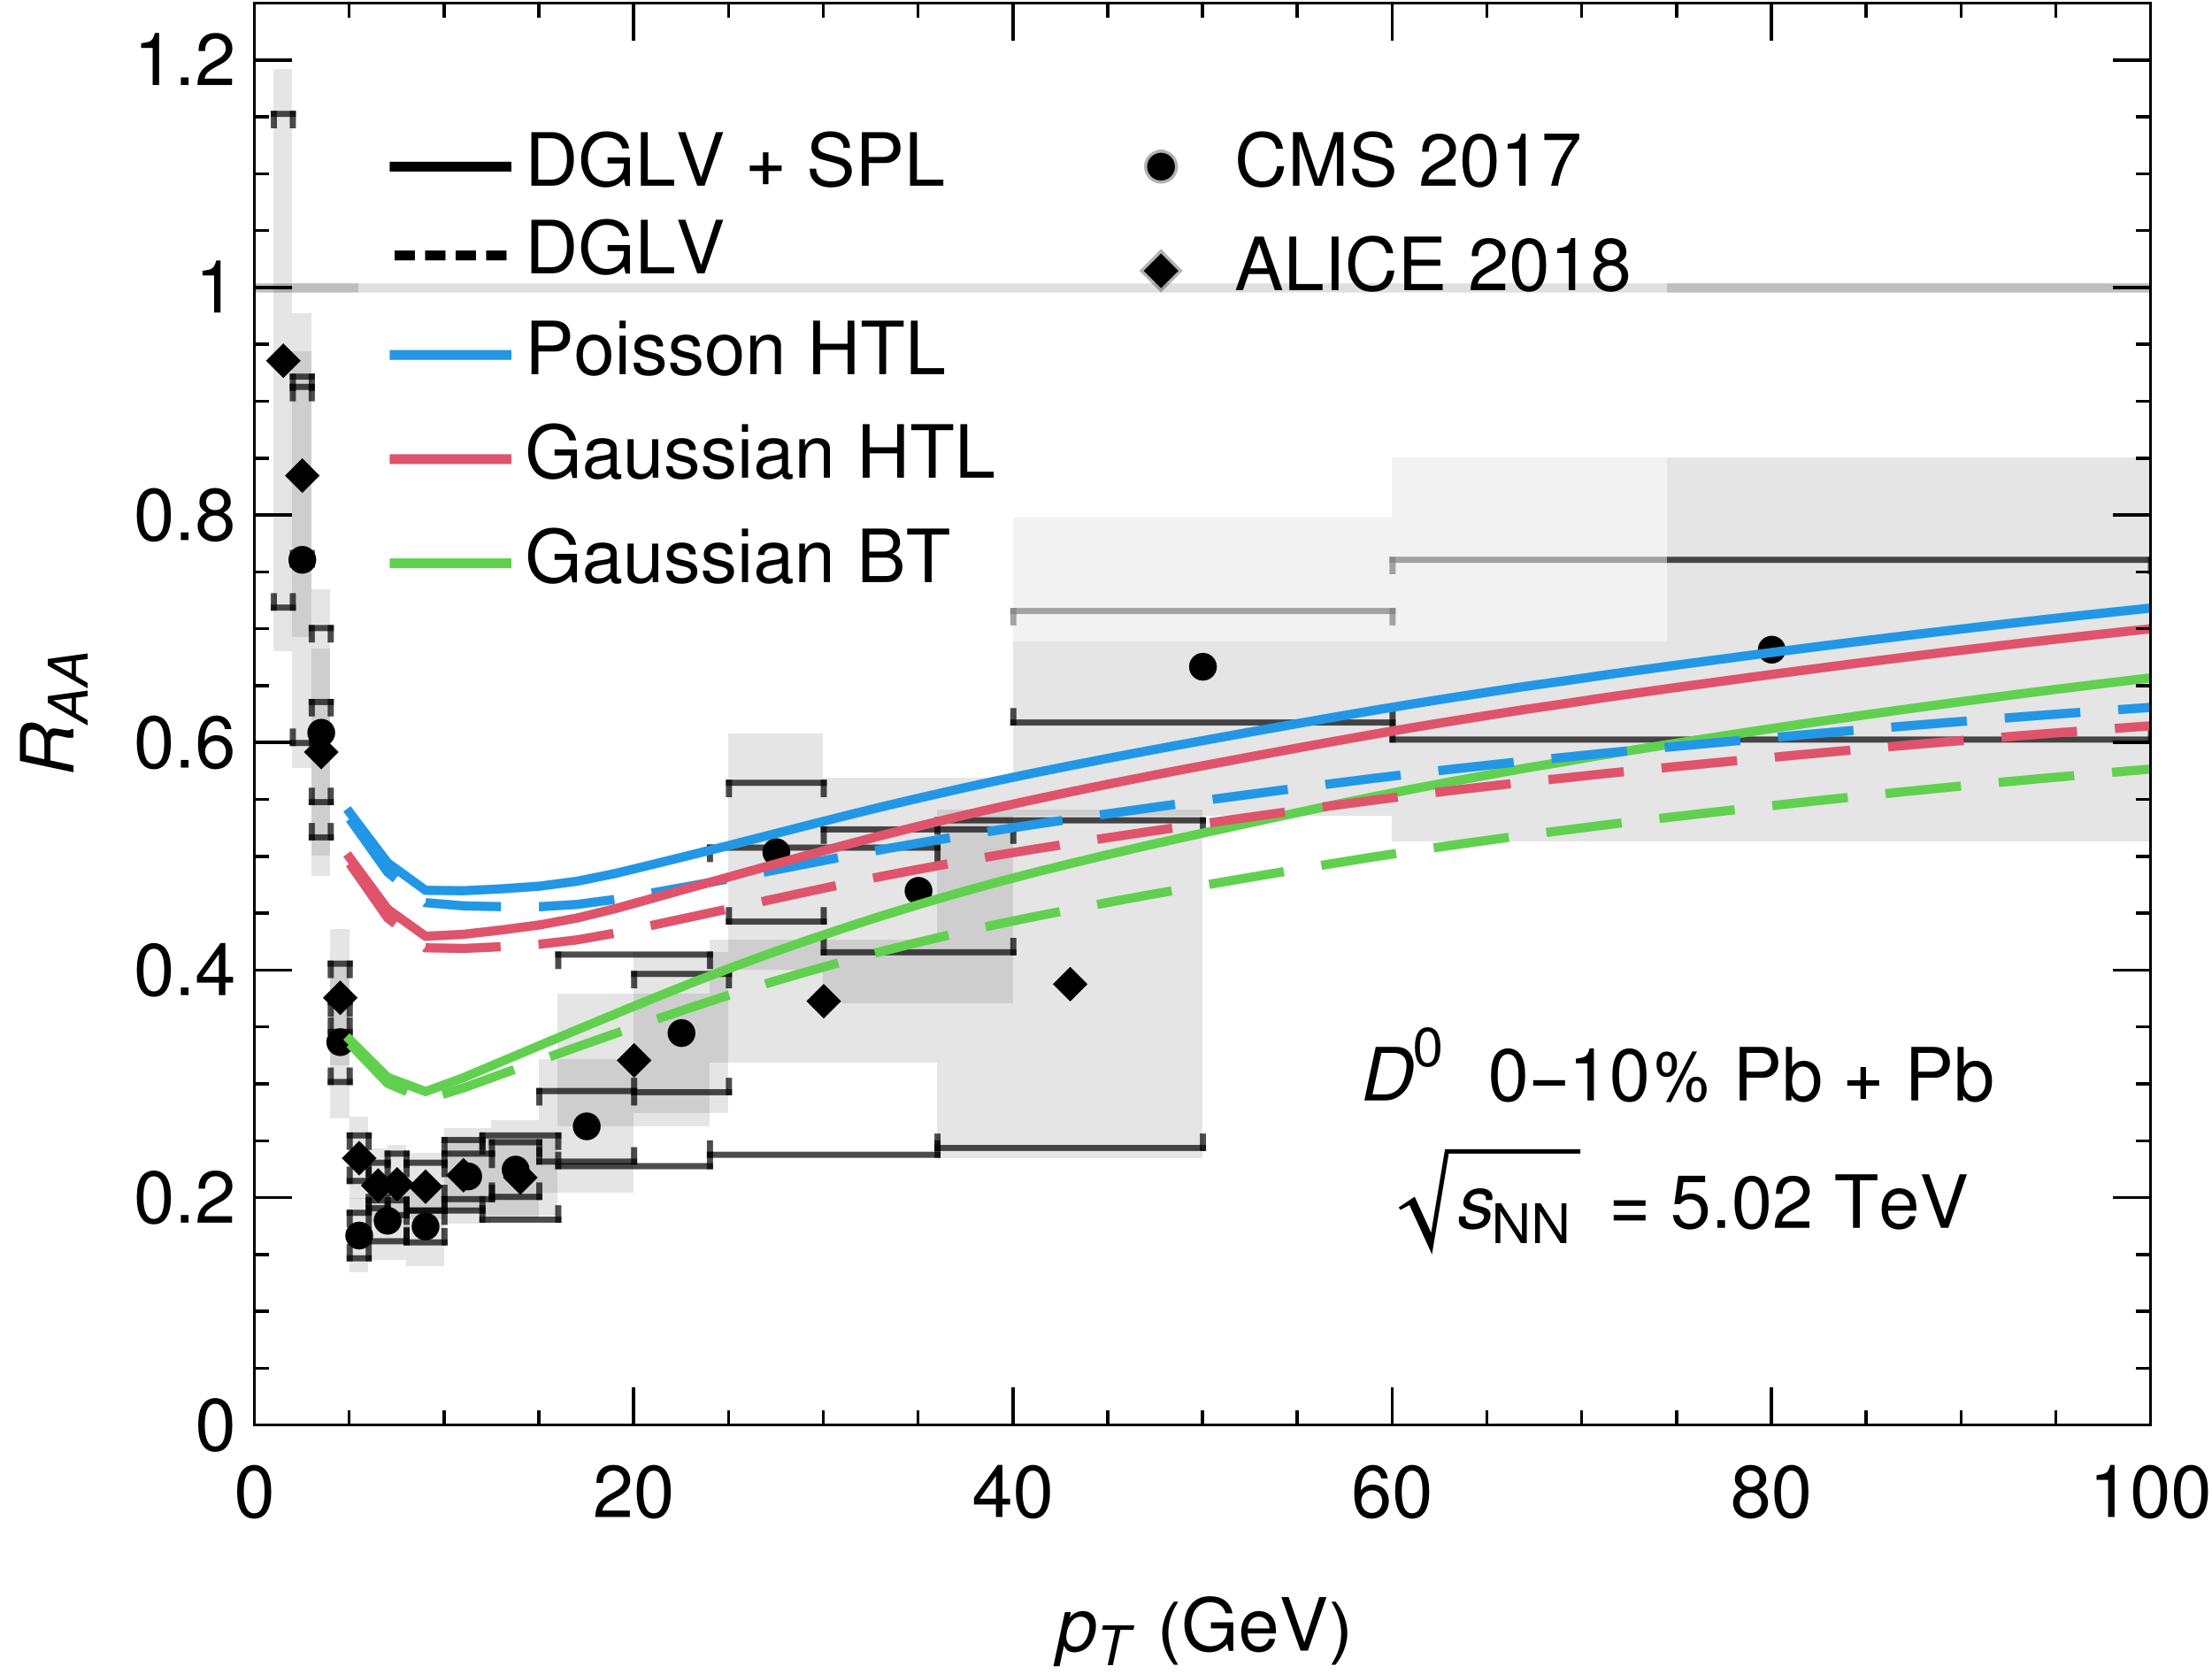 1.2
1
0.8
0.6
0.4
0.2
0
R_AA
DGLV + SPL
DGLV
Poisson HTL
Gaussian HTL
Gaussian BT
CMS 2017
ALICE 2018
D⁰ 0–10% Pb + Pb
√s_NN = 5.02 TeV
0 20 40 60 80 100
p_T (GeV)